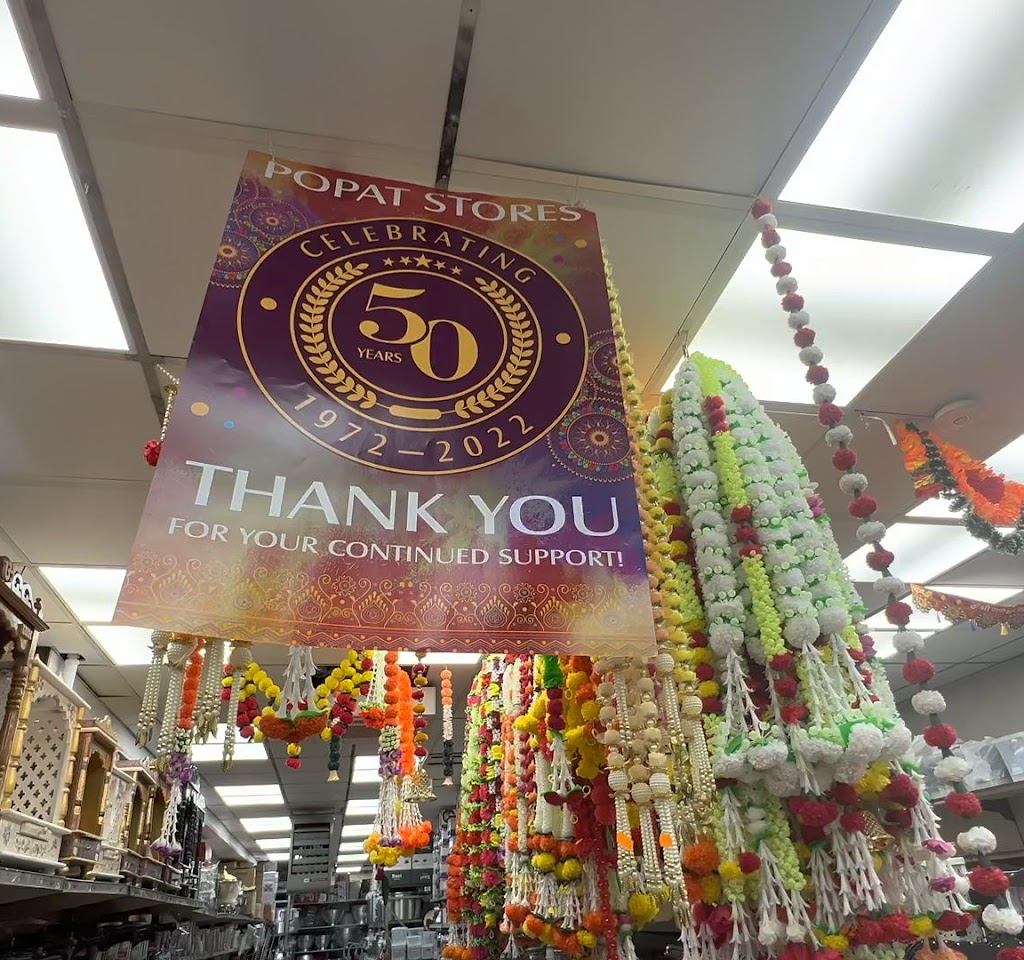 POPAT STORES
CELEBRATING
50
YEARS
1972–2022
THANK YOU
FOR YOUR CONTINUED SUPPORT!